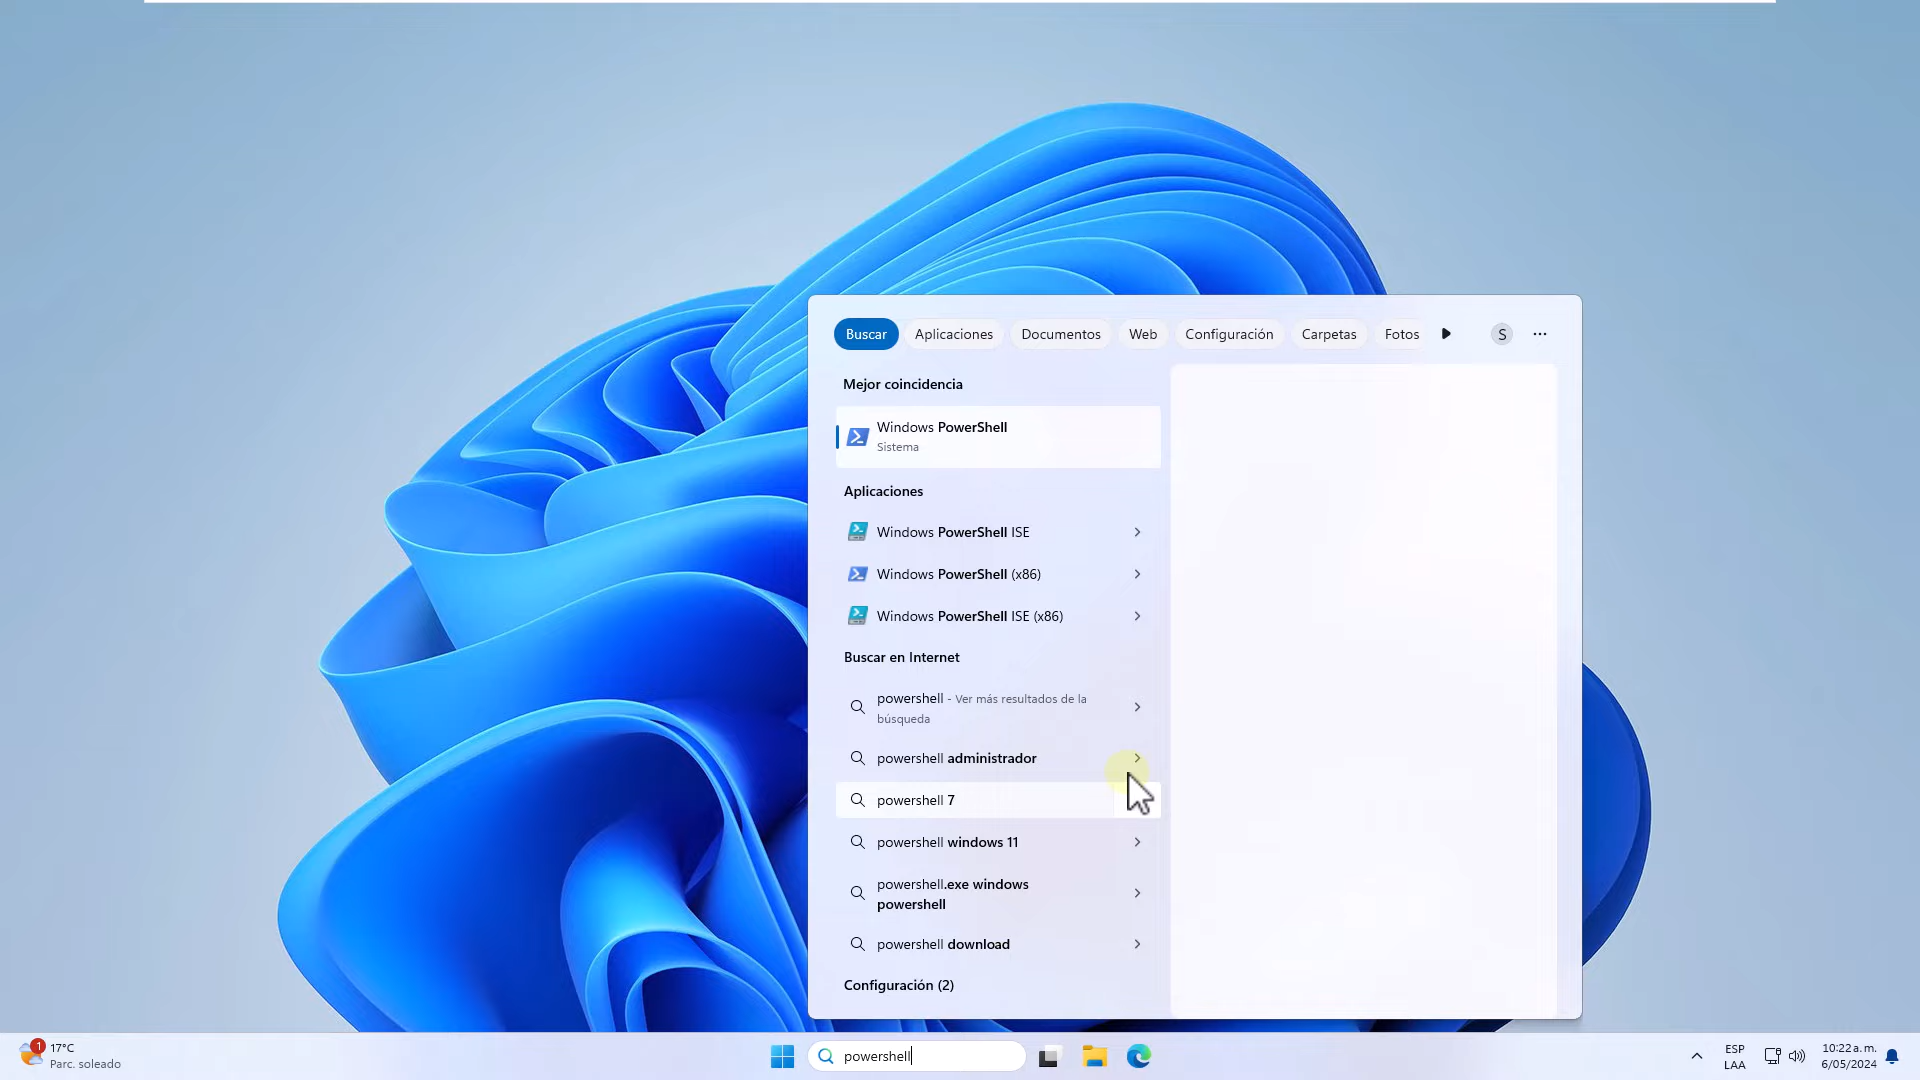 Buscar
Aplicaciones
Documentos
Web
Configuración
Carpetas
Fotos
S
Mejor coincidencia
Windows PowerShell
Sistema
Aplicaciones
Windows PowerShell ISE
Windows PowerShell (x86)
Windows PowerShell ISE (x86)
Buscar en Internet
powershell - Ver más resultados de la
búsqueda
powershell administrador
powershell 7
powershell windows 11
powershell.exe windows
powershell
powershell download
Configuración (2)
1
17°C
Parc. soleado
powershell
ESP
LAA
10:22 a. m.
6/05/2024